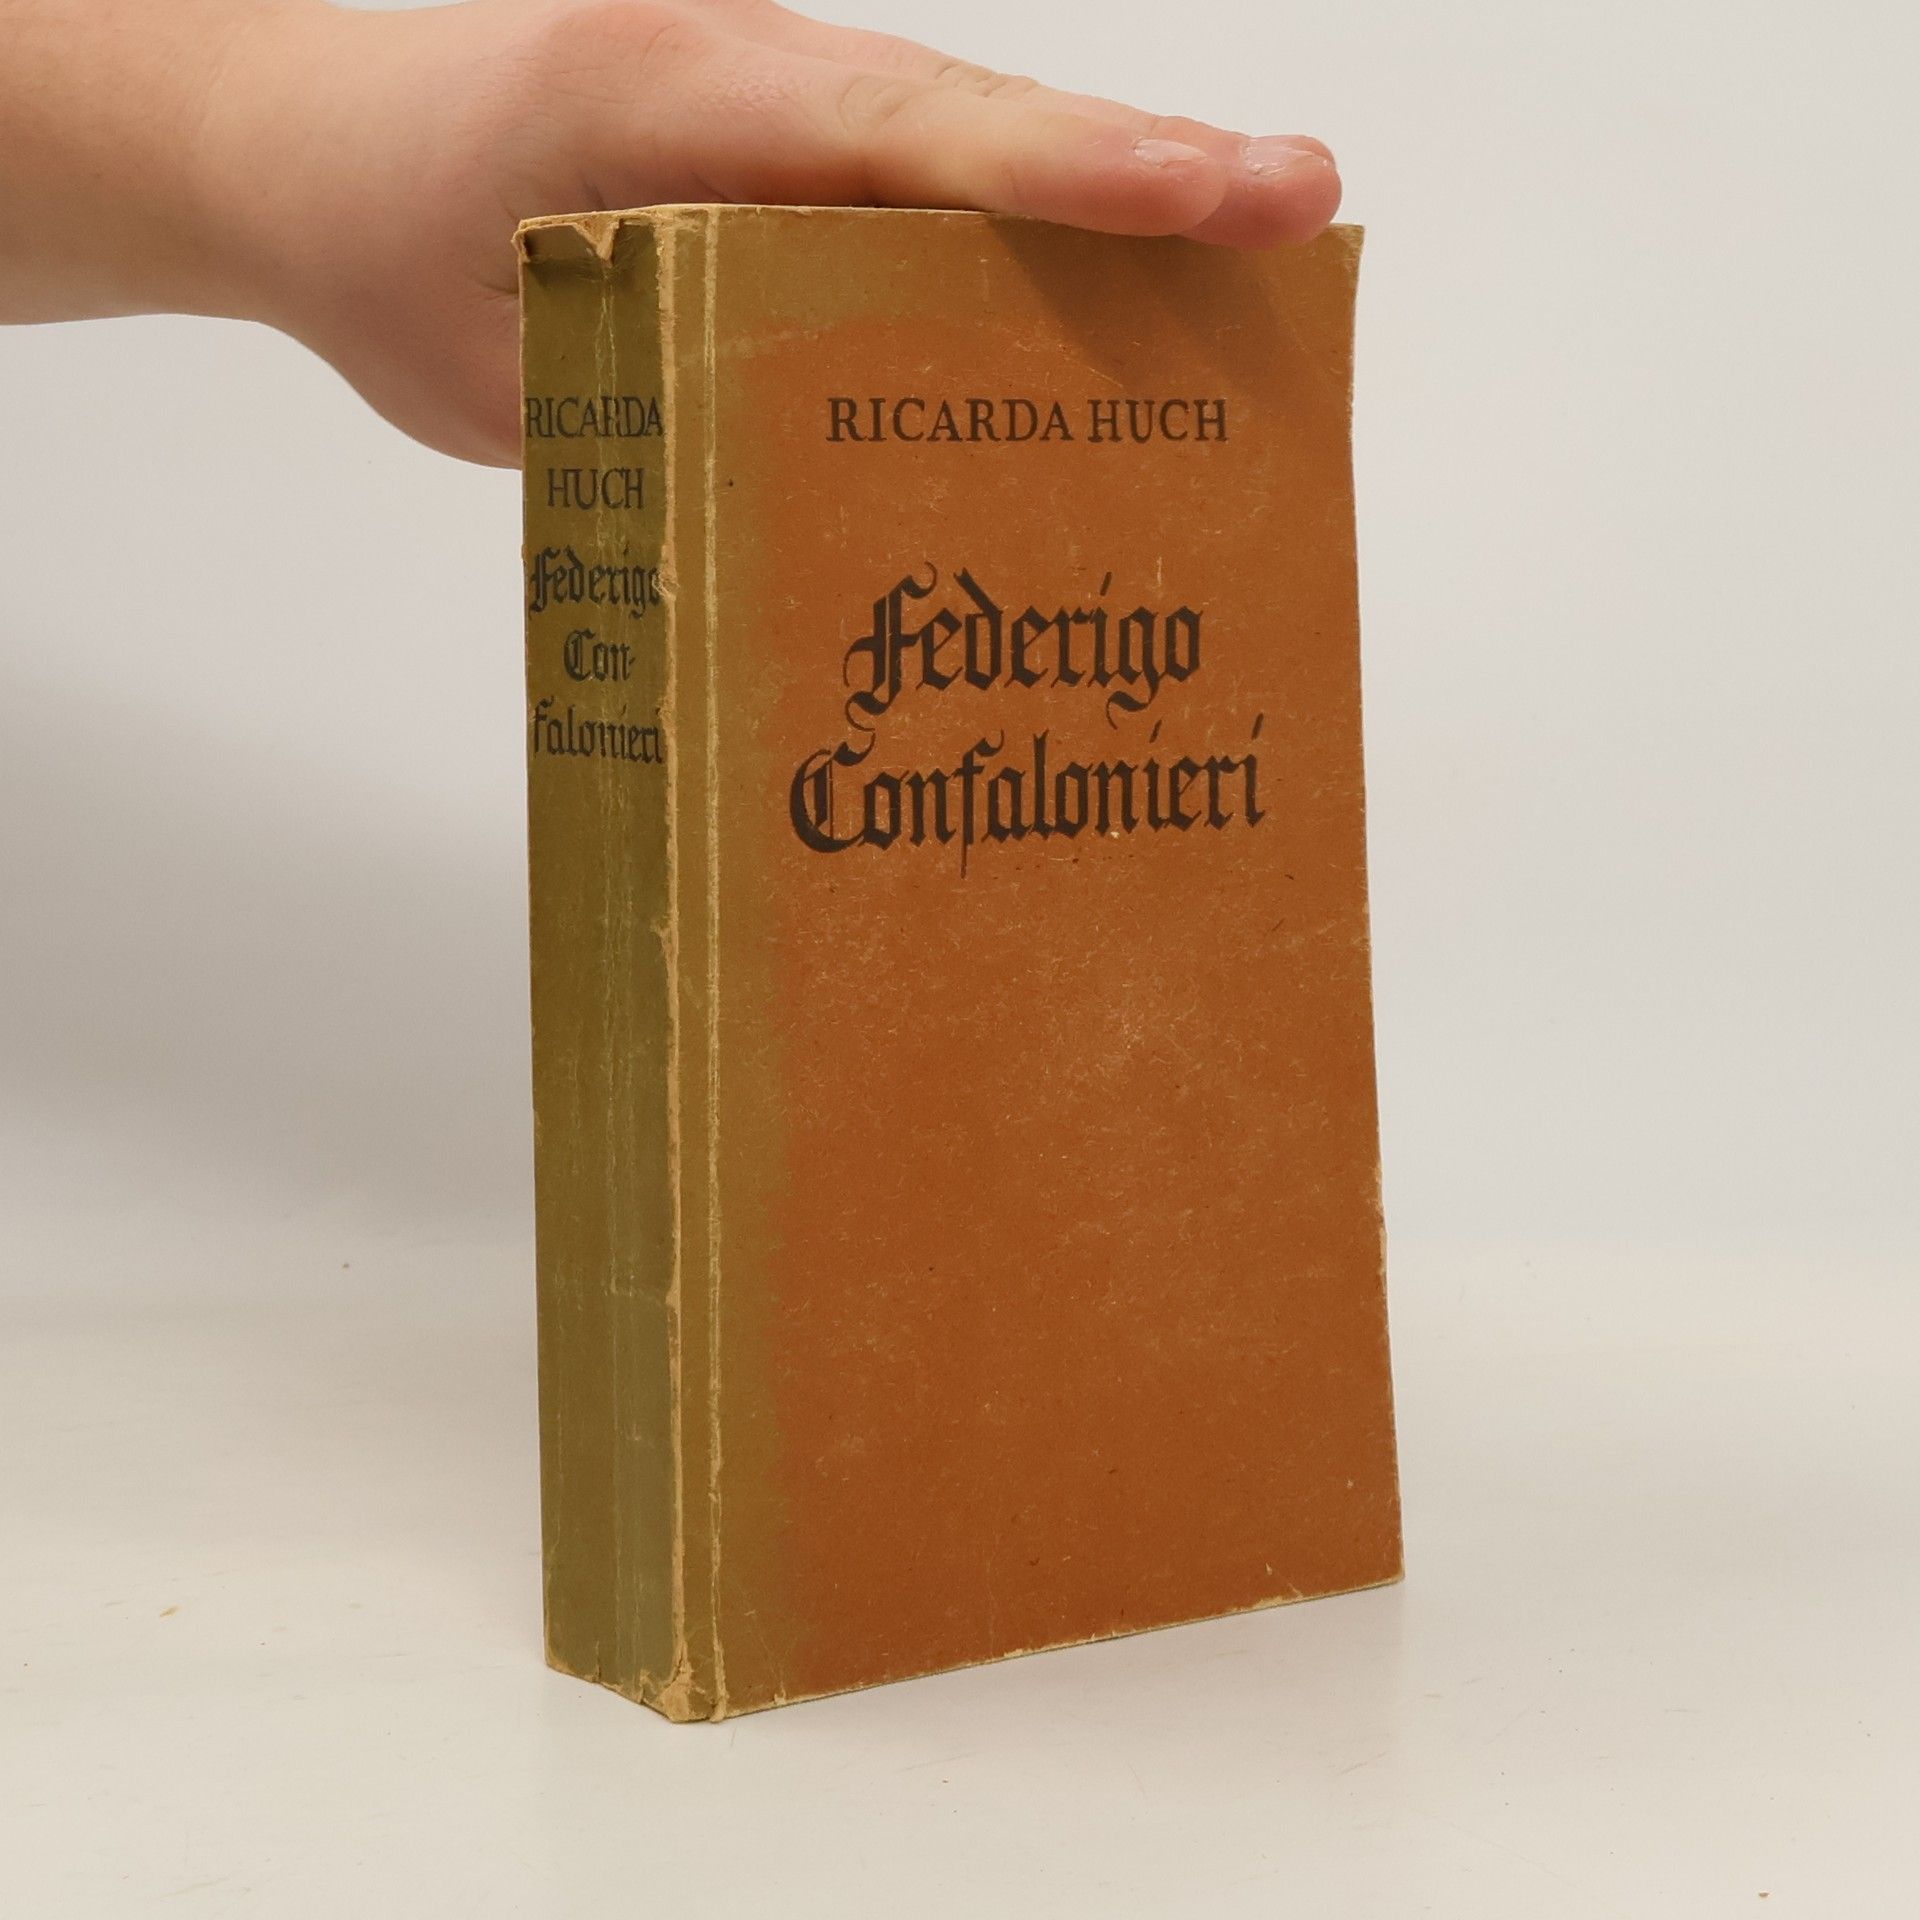 RICARDA
HUCH
Federigo
Con-
falonieri
RICARDA HUCH
Federigo
Confalonieri